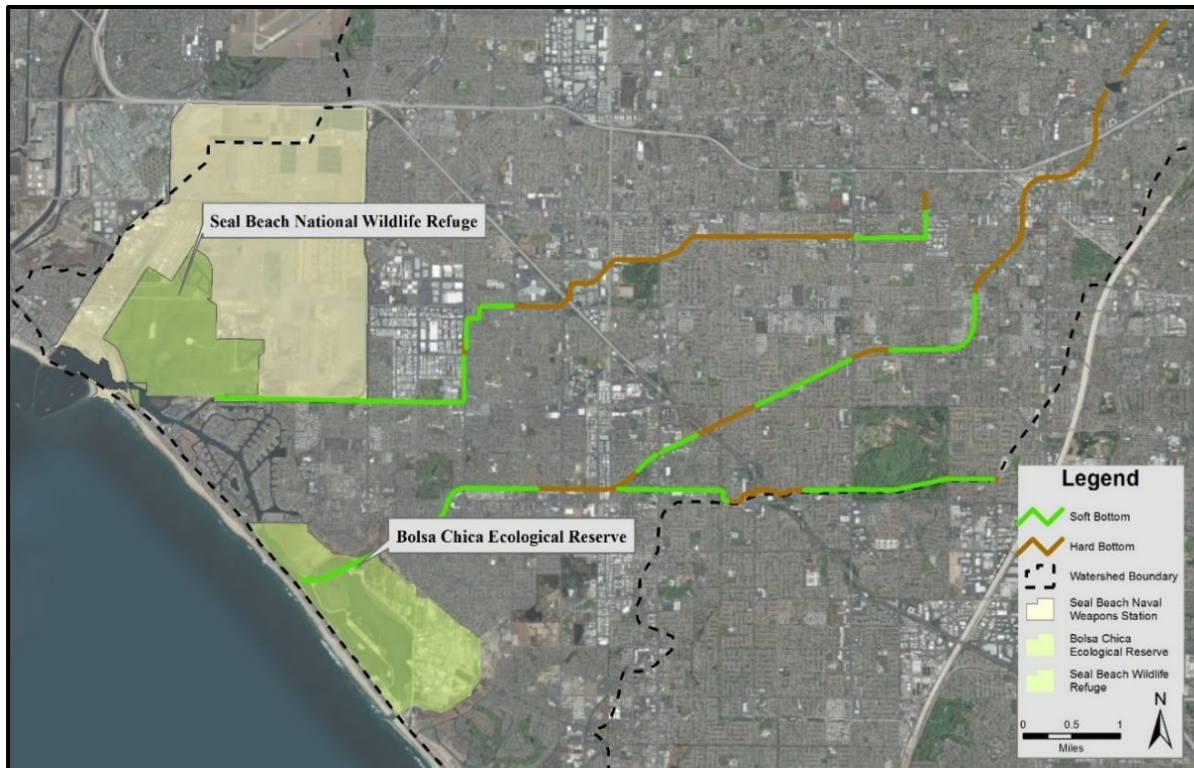 Seal Beach National Wildlife Refuge
Bolsa Chica Ecological Reserve
Legend
Soft Bottom
Hard Bottom
Watershed Boundary
Seal Beach Naval
Weapons Station
Bolsa Chica
Ecological Reserve
Seal Beach Wildlife
Refuge
N
0 0.5 1
Miles